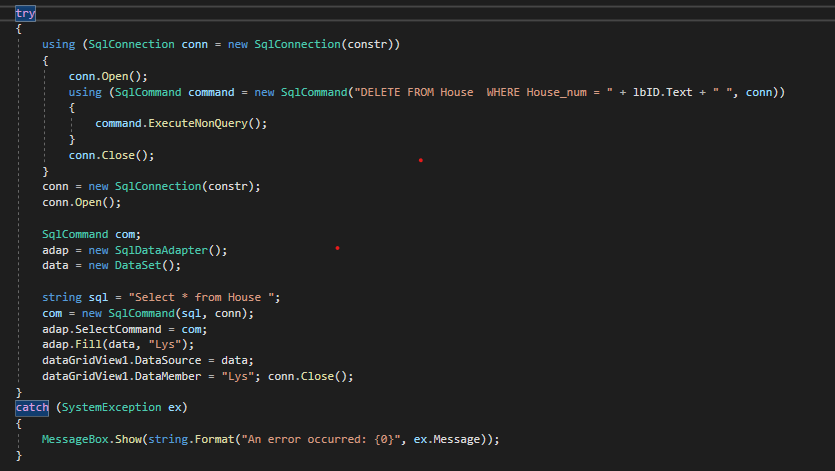 try
{
using (SqlConnection conn = new SqlConnection(constr))
{
conn.Open();
using (SqlCommand command = new SqlCommand("DELETE FROM House  WHERE House_num = " + lbID.Text + " ", conn))
{
command.ExecuteNonQuery();
}
conn.Close();
}
conn = new SqlConnection(constr);
conn.Open();
SqlCommand com;
adap = new SqlDataAdapter();
data = new DataSet();
string sql = "Select * from House ";
com = new SqlCommand(sql, conn);
adap.SelectCommand = com;
adap.Fill(data, "Lys");
dataGridView1.DataSource = data;
dataGridView1.DataMember = "Lys"; conn.Close();
}
catch (SystemException ex)
{
MessageBox.Show(string.Format("An error occurred: {0}", ex.Message));
}